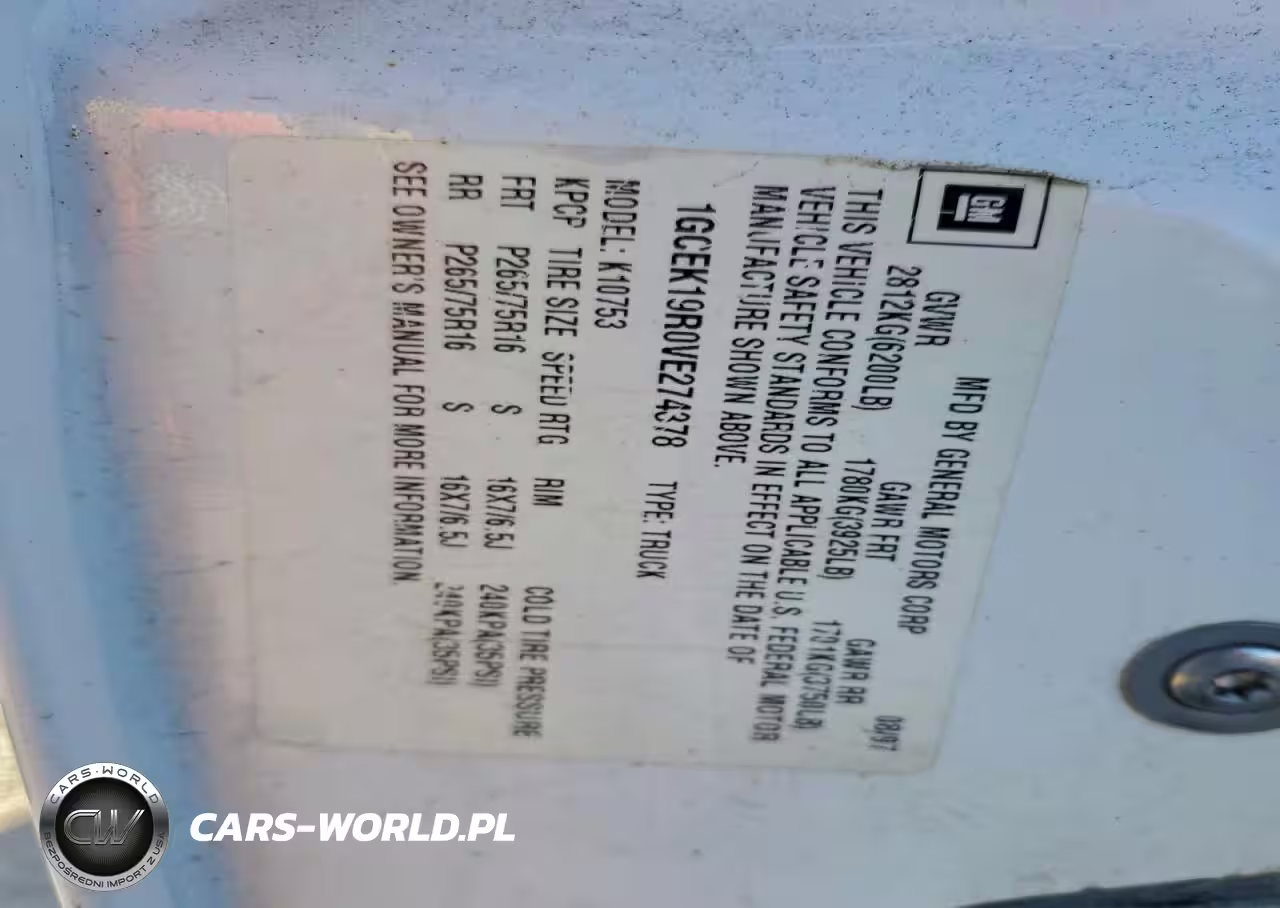 GM
MFD BY GENERAL MOTORS CORP 08/97
GVWR GAWR FRT GAWR RR
2812KG(6200LB) 1780KG(3925LB) 1701KG(3750LB)
THIS VEHICLE CONFORMS TO ALL APPLICABLE U.S. FEDERAL MOTOR
VEHICLE SAFETY STANDARDS IN EFFECT ON THE DATE OF
MANUFACTURE SHOWN ABOVE.
1GCEK19R0VE274378 TYPE: TRUCK
MODEL: K10753
KPCP TIRE SIZE SPEED RTG RIM COLD TIRE PRESSURE
FRT P265/75R16 S 16X7/6.5J 240KPA(35PSI)
RR P265/75R16 S 16X7/6.5J 240KPA(35PSI)
SEE OWNER'S MANUAL FOR MORE INFORMATION.
CARS-WORLD
CW
BEZPOŚREDNI IMPORT Z USA
CARS-WORLD.PL